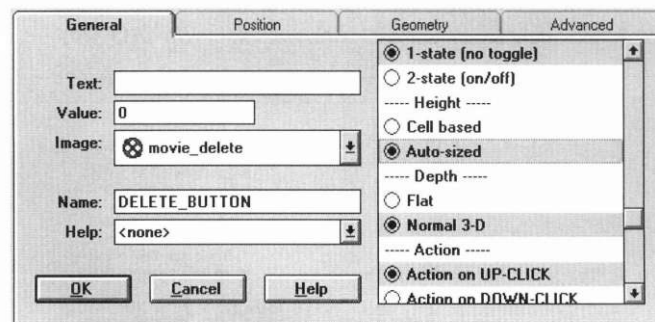 General Position Geometry Advanced
Text:
Value: 0
Image: movie_delete
Name: DELETE_BUTTON
Help: <none>
OK Cancel Help
1-state (no toggle)
2-state (on/off)
----- Height -----
Cell based
Auto-sized
----- Depth -----
Flat
Normal 3-D
----- Action -----
Action on UP-CLICK
Action on DOWN-CLICK